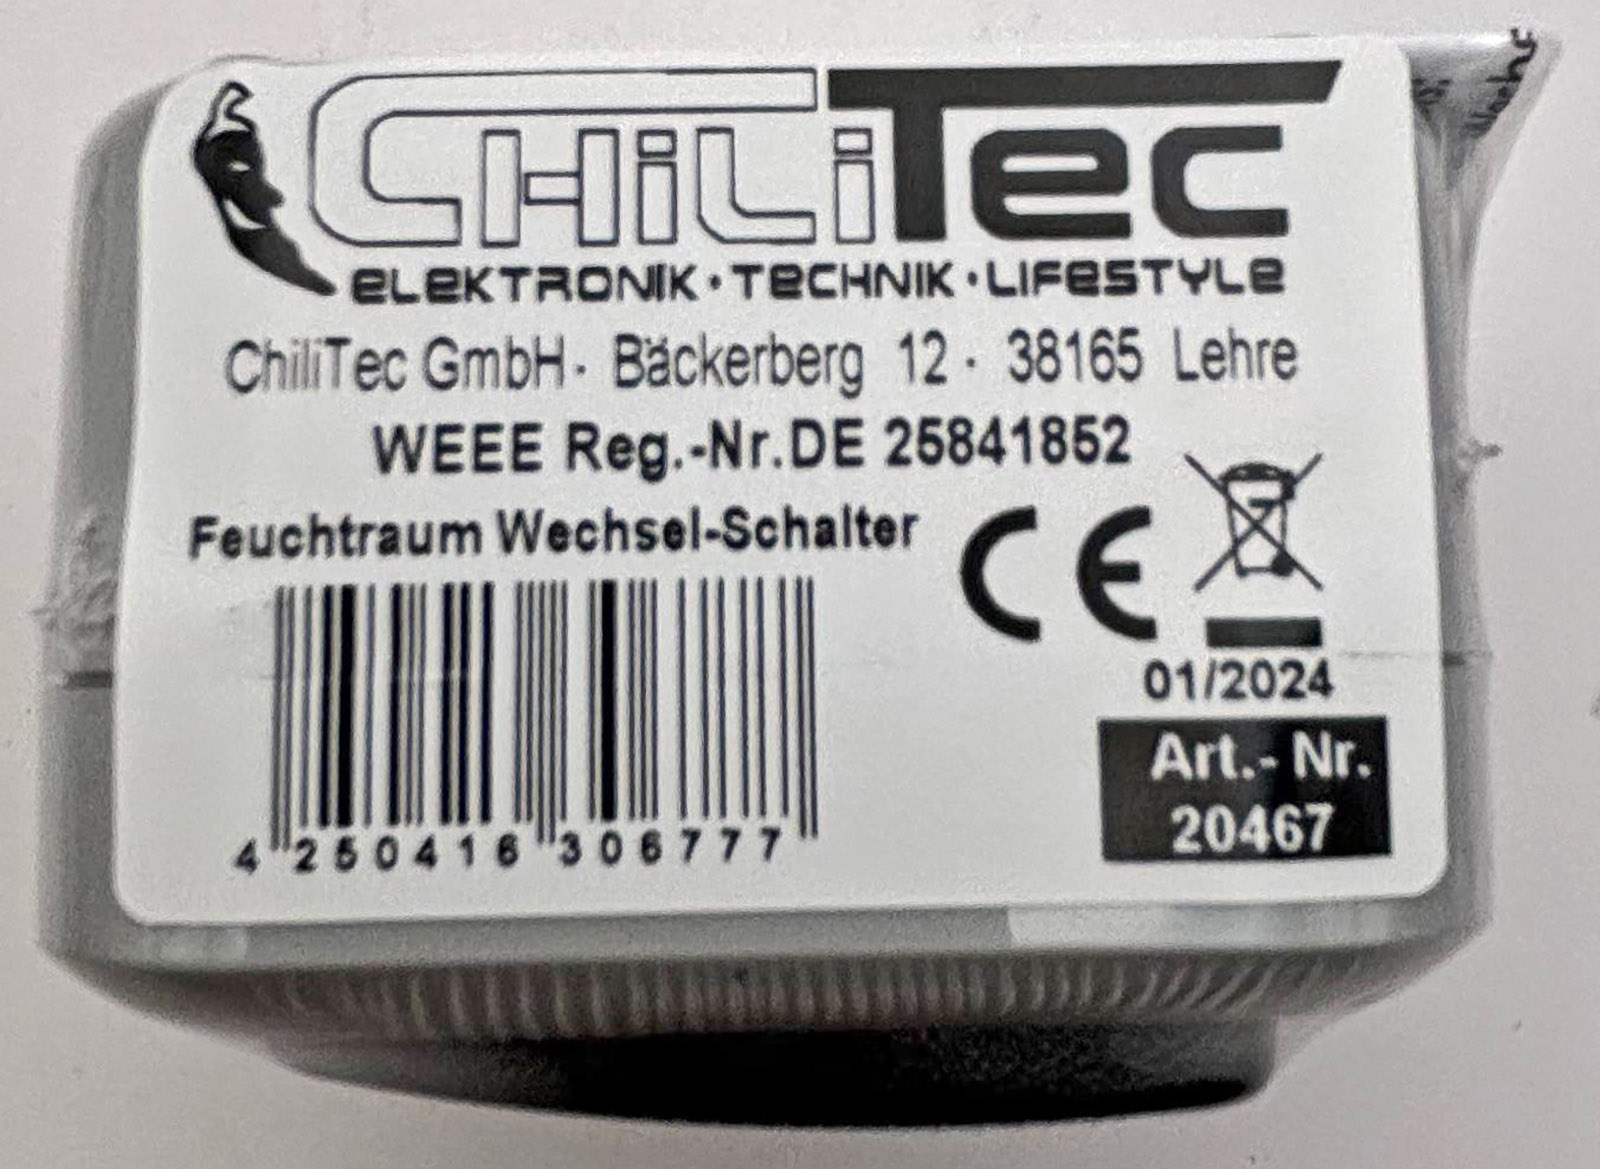 CHiLiTec
ELEKTRONIK · TECHNIK · LIFESTYLE
ChiliTec GmbH · Bäckerberg 12 · 38165 Lehre
WEEE Reg.-Nr.DE 25841852
Feuchtraum Wechsel-Schalter
CE
4 250416 306777
01/2024
Art.- Nr.
20467